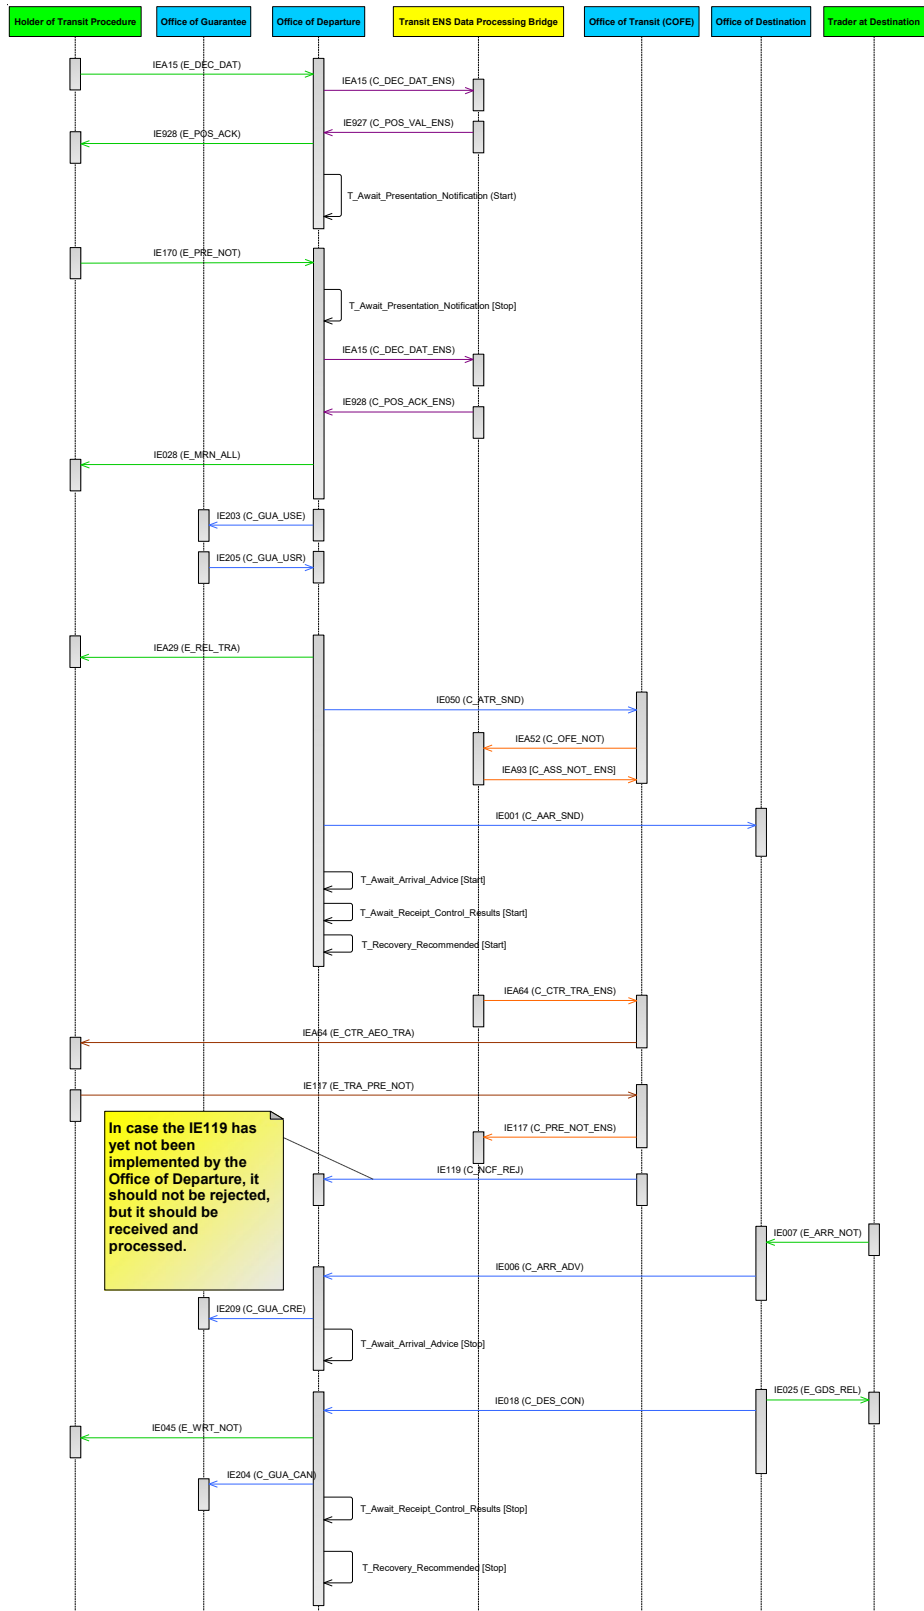 Holder of Transit Procedure
Office of Guarantee
Office of Departure
Transit ENS Data Processing Bridge
Office of Transit (COFE)
Office of Destination
Trader at Destination
IEA15 (E_DEC_DAT)
IEA15 (C_DEC_DAT_ENS)
IE927 (C_POS_VAL_ENS)
IE928 (E_POS_ACK)
T_Await_Presentation_Notification (Start)
IE170 (E_PRE_NOT)
T_Await_Presentation_Notification [Stop]
IEA15 (C_DEC_DAT_ENS)
IE928 (C_POS_ACK_ENS)
IE028 (E_MRN_ALL)
IE203 (C_GUA_USE)
IE205 (C_GUA_USR)
IEA29 (E_REL_TRA)
IE050 (C_ATR_SND)
IEA52 (C_OFE_NOT)
IEA93 [C_ASS_NOT_ ENS]
IE001 (C_AAR_SND)
T_Await_Arrival_Advice [Start]
T_Await_Receipt_Control_Results [Start]
T_Recovery_Recommended [Start]
IEA64 (C_CTR_TRA_ENS)
IEA64 (E_CTR_AEO_TRA)
IE117 (E_TRA_PRE_NOT)
In case the IE119 has
yet not been
implemented by the
Office of Departure, it
should not be rejected,
but it should be
received and
processed.
IE117 (C_PRE_NOT_ENS)
IE119 (C_NCF_REJ)
IE007 (E_ARR_NOT)
IE006 (C_ARR_ADV)
IE209 (C_GUA_CRE)
T_Await_Arrival_Advice [Stop]
IE025 (E_GDS_REL)
IE018 (C_DES_CON)
IE045 (E_WRT_NOT)
IE204 (C_GUA_CAN)
T_Await_Receipt_Control_Results [Stop]
T_Recovery_Recommended [Stop]